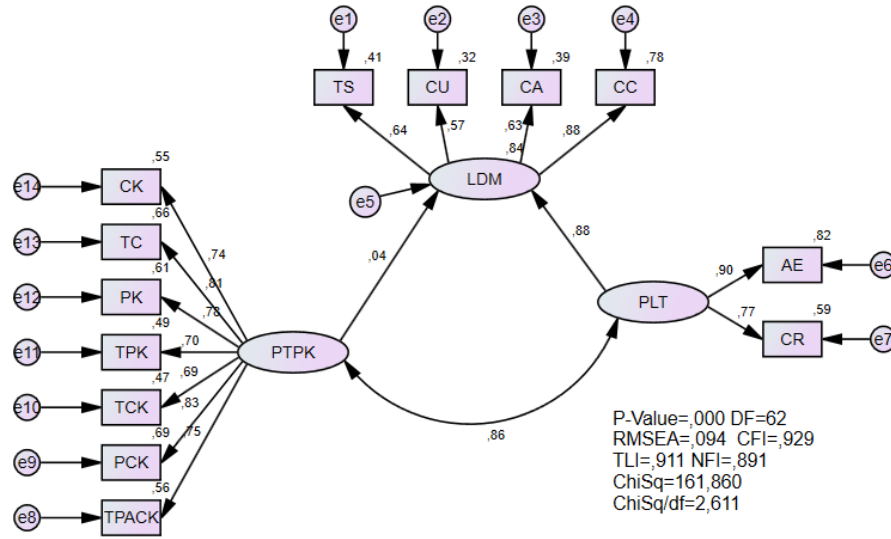 e1 e2 e3 e4
,41 ,32 ,39 ,78
TS CU CA CC
,64 ,57 ,63 ,88
,84
LDM
e5
,55
e14 CK
,66
e13 TC
,74
,61
,81
e12 PK
,78
,49
e11 TPK
,70
,47
e10 TCK
,69
,83
,69
e9 PCK
,75
,56
e8 TPACK
PTPK
,04
,88
PLT
,82
,90
AE e6
,77
,59
CR e7
,86
P-Value=,000 DF=62
RMSEA=,094 CFI=,929
TLI=,911 NFI=,891
ChiSq=161,860
ChiSq/df=2,611